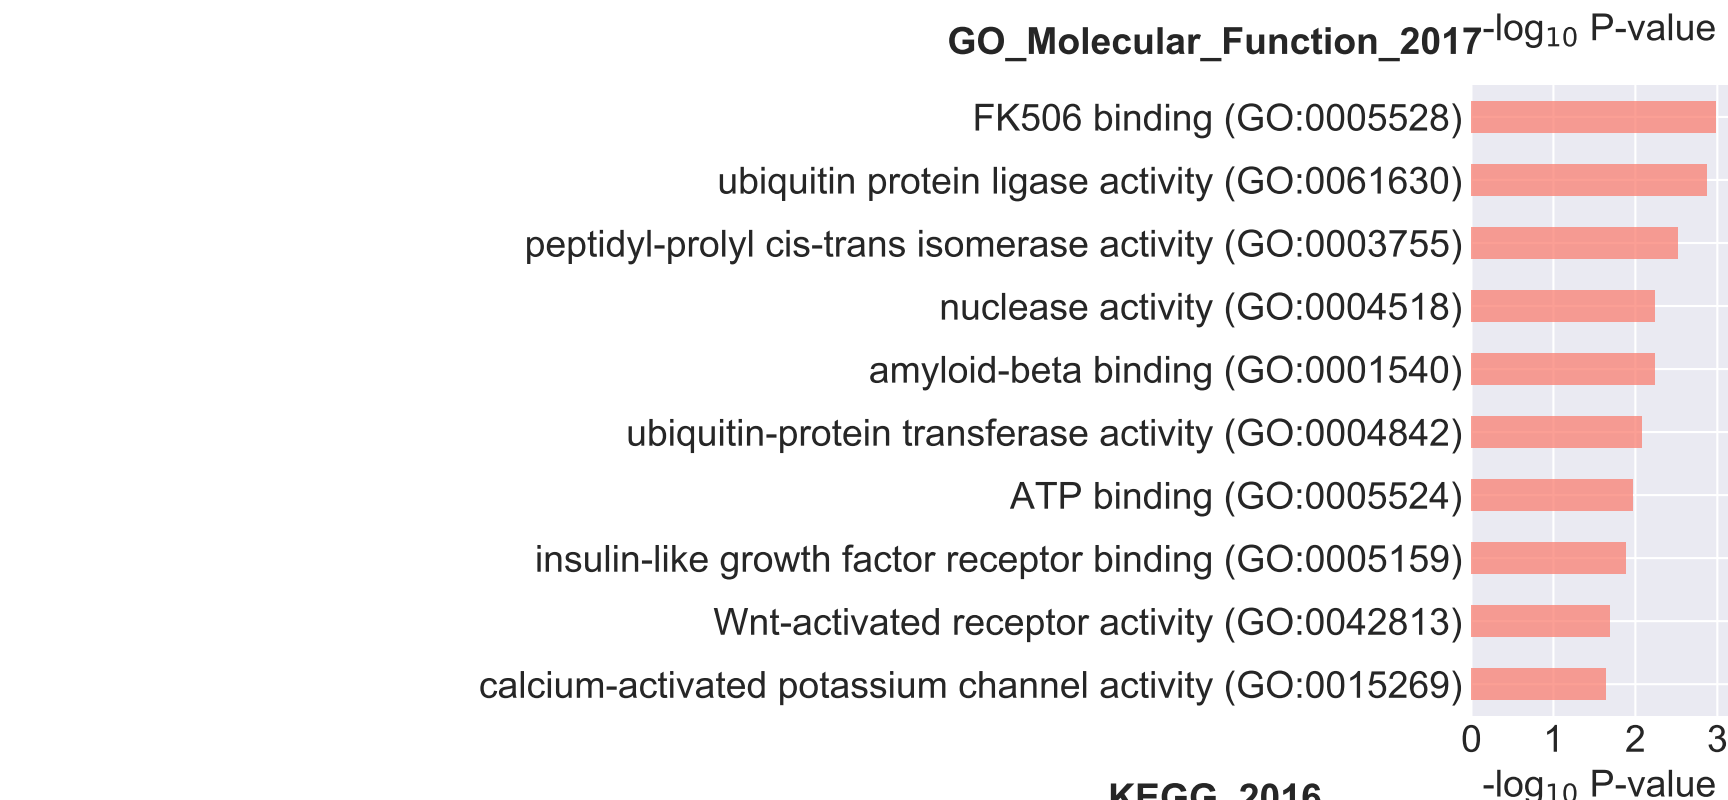 GO_Molecular_Function_2017 -log10 P-value
FK506 binding (GO:0005528)
ubiquitin protein ligase activity (GO:0061630)
peptidyl-prolyl cis-trans isomerase activity (GO:0003755)
nuclease activity (GO:0004518)
amyloid-beta binding (GO:0001540)
ubiquitin-protein transferase activity (GO:0004842)
ATP binding (GO:0005524)
insulin-like growth factor receptor binding (GO:0005159)
Wnt-activated receptor activity (GO:0042813)
calcium-activated potassium channel activity (GO:0015269)
0 1 2 3
KEGG_2016 -log10 P-value